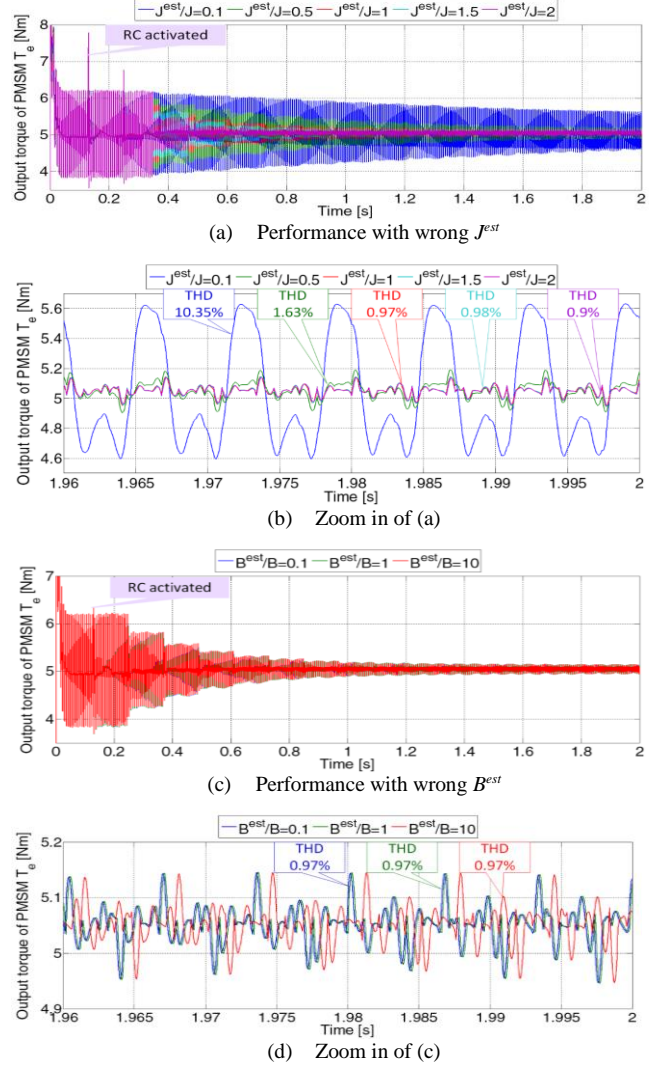 J^est/J=0.1 J^est/J=0.5 J^est/J=1 J^est/J=1.5 J^est/J=2
Output torque of PMSM T_e [Nm]
8
7
6
5
4
RC activated
0 0.2 0.4 0.6 0.8 1 1.2 1.4 1.6 1.8 2
Time [s]
(a) Performance with wrong J^est
J^est/J=0.1 J^est/J=0.5 J^est/J=1 J^est/J=1.5 J^est/J=2
Output torque of PMSM T_e [Nm]
5.6
5.4
5.2
5
4.8
4.6
THD 10.35%
THD 1.63%
THD 0.97%
THD 0.98%
THD 0.9%
1.96 1.965 1.97 1.975 1.98 1.985 1.99 1.995 2
Time [s]
(b) Zoom in of (a)
B^est/B=0.1 B^est/B=1 B^est/B=10
Output torque of PMSM T_e [Nm]
7
6
5
4
RC activated
0 0.2 0.4 0.6 0.8 1 1.2 1.4 1.6 1.8 2
Time [s]
(c) Performance with wrong B^est
B^est/B=0.1 B^est/B=1 B^est/B=10
Output torque of PMSM T_e [Nm]
5.2
5.1
5
4.9
THD 0.97%
THD 0.97%
THD 0.97%
1.96 1.965 1.97 1.975 1.98 1.985 1.99 1.995 2
Time [s]
(d) Zoom in of (c)